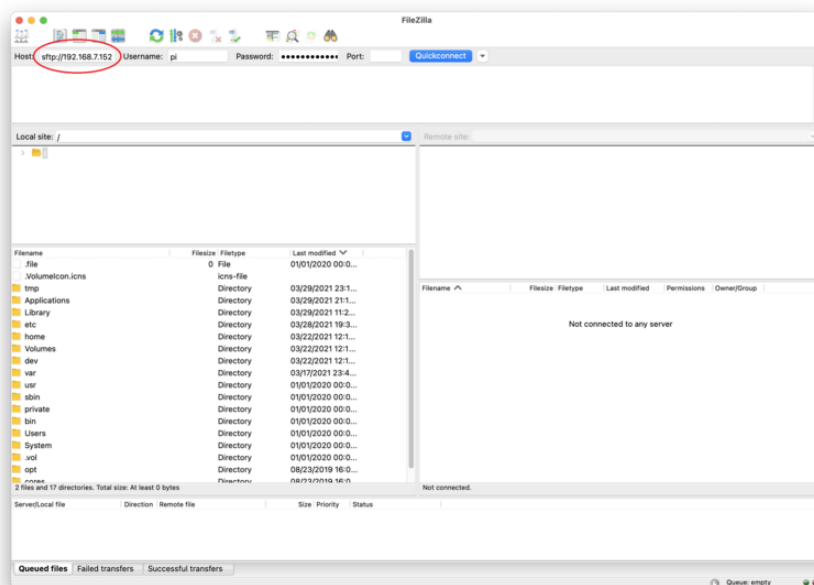 FileZilla
Host: sftp://192.168.7.152 Username: pi Password: ••••••••••••• Port: Quickconnect
Local site: / Remote site:
Filename Filesize Filetype Last modified
.file 0 File 01/01/2020 00:0...
.VolumeIcon.icns icns-file
tmp Directory 03/29/2021 23:1...
Applications Directory 03/29/2021 21:1...
Library Directory 03/29/2021 11:2...
etc Directory 03/28/2021 19:3...
home Directory 03/22/2021 12:1...
Volumes Directory 03/22/2021 12:1...
dev Directory 03/22/2021 12:1...
var Directory 03/17/2021 23:4...
usr Directory 01/01/2020 00:0...
sbin Directory 01/01/2020 00:0...
private Directory 01/01/2020 00:0...
bin Directory 01/01/2020 00:0...
Users Directory 01/01/2020 00:0...
System Directory 01/01/2020 00:0...
.vol Directory 01/01/2020 00:0...
opt Directory 08/23/2019 16:0...
cores Directory 08/23/2019 16:0...
2 files and 17 directories. Total size: At least 0 bytes
Filename Filesize Filetype Last modified Permissions Owner/Group
Not connected to any server
Not connected.
Server/Local file Direction Remote file Size Priority Status
Queued files Failed transfers Successful transfers
Queue: empty